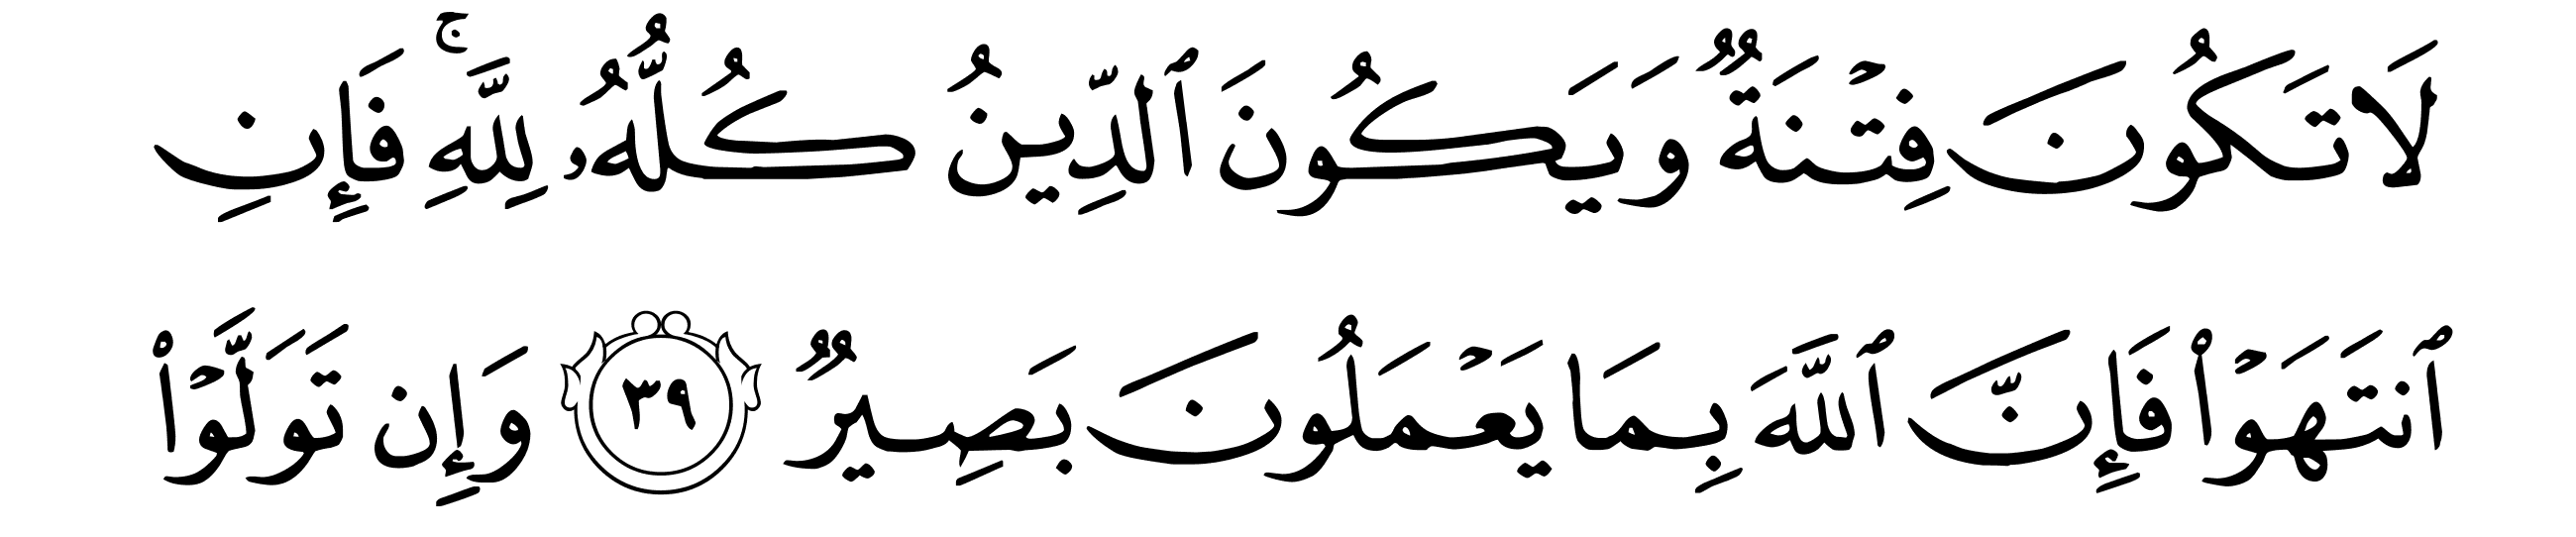 لَا تَكُونَ فِتْنَةٌ وَيَكُونَ ٱلدِّينُ كُلُّهُۥ لِلَّهِۚ فَإِنِ
ٱنتَهَوْا۟ فَإِنَّ ٱللَّهَ بِمَا يَعْمَلُونَ بَصِيرٌ ٣٩ وَإِن تَوَلَّوْا۟